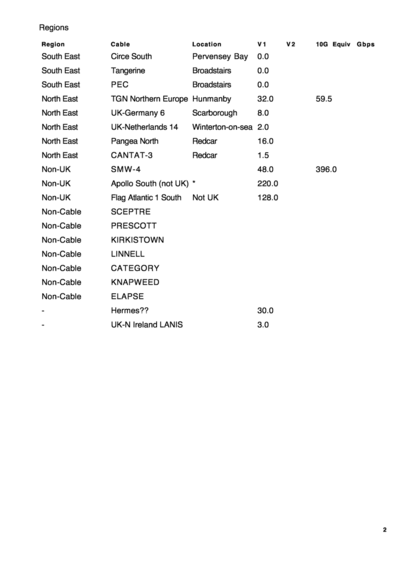 Regions
Region Cable Location V1 V2 10G Equiv Gbps
South East Circe South Pervensey Bay 0.0
South East Tangerine Broadstairs 0.0
South East PEC Broadstairs 0.0
North East TGN Northern Europe Hunmanby 32.0 59.5
North East UK-Germany 6 Scarborough 8.0
North East UK-Netherlands 14 Winterton-on-sea 2.0
North East Pangea North Redcar 16.0
North East CANTAT-3 Redcar 1.5
Non-UK SMW-4 48.0 396.0
Non-UK Apollo South (not UK) * 220.0
Non-UK Flag Atlantic 1 South Not UK 128.0
Non-Cable SCEPTRE
Non-Cable PRESCOTT
Non-Cable KIRKISTOWN
Non-Cable LINNELL
Non-Cable CATEGORY
Non-Cable KNAPWEED
Non-Cable ELAPSE
- Hermes?? 30.0
- UK-N Ireland LANIS 3.0
2